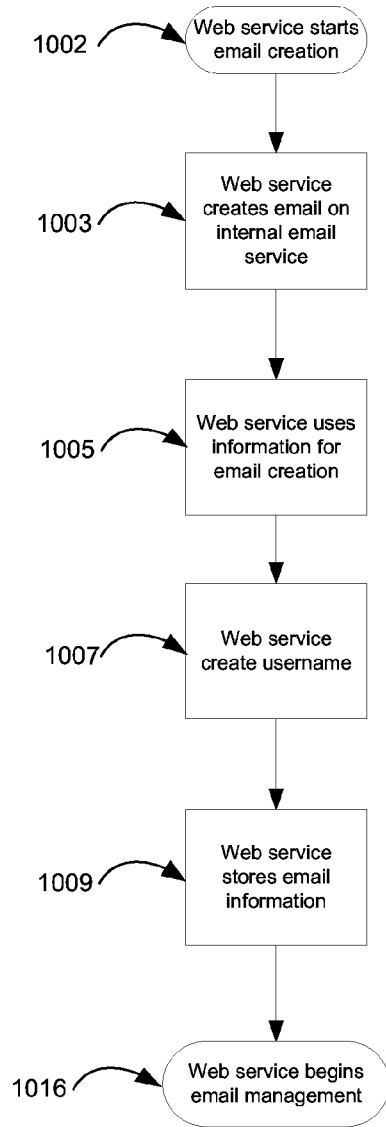 1002
Web service starts
email creation
1003
Web service
creates email on
internal email
service
1005
Web service uses
information for
email creation
1007
Web service
create username
1009
Web service
stores email
information
1016
Web service begins
email management